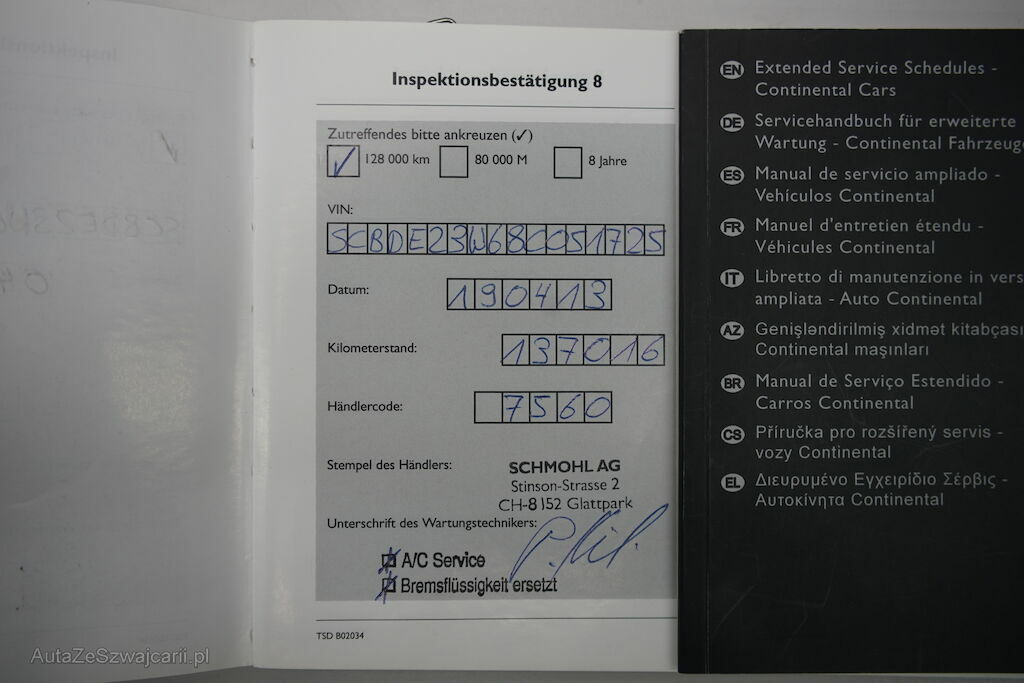 Inspektionsbestätigung 8
Zutreffendes bitte ankreuzen (✓)
✓ 128 000 km 80 000 M 8 Jahre
VIN:
SCBDE23W68C051725
Datum:
190413
Kilometerstand:
137016
Händlercode:
7560
Stempel des Händlers:
SCHMOHL AG
Stinson-Strasse 2
CH-8152 Glattpark
Unterschrift des Wartungstechnikers:
A/C Service
Bremsflüssigkeit ersetzt
TSD B02034
EN Extended Service Schedules -
Continental Cars
DE Servicehandbuch für erweiterte
Wartung - Continental Fahrzeuge
ES Manual de servicio ampliado -
Vehículos Continental
FR Manuel d'entretien étendu -
Véhicules Continental
IT Libretto di manutenzione in vers
ampliata - Auto Continental
AZ Genişləndirilmiş xidmət kitabçası
Continental maşınları
BR Manual de Serviço Estendido -
Carros Continental
CS Příručka pro rozšířený servis -
vozy Continental
EL Διευρυμένο Εγχειρίδιο Σέρβις -
Αυτοκίνητα Continental
AutaZeSzwajcarii.pl